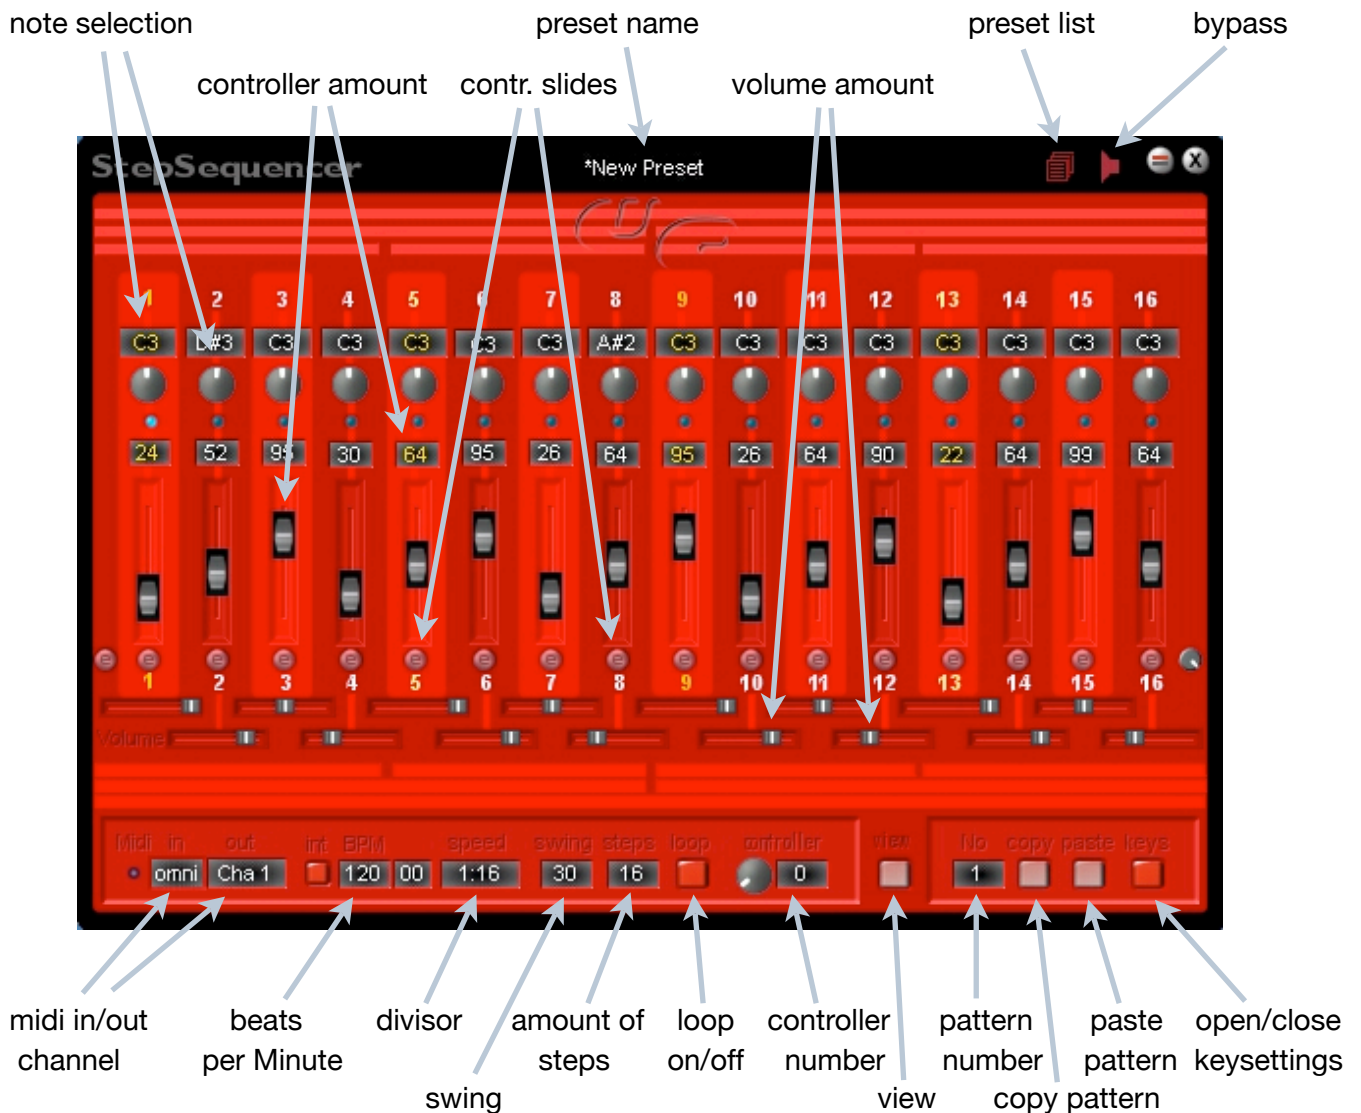 note selection preset name preset list bypass
controller amount contr. slides volume amount
StepSequencer *New Preset X
1 2 3 4 5 6 7 8 9 10 11 12 13 14 15 16
C3 D#3 C3 C3 C3 C3 C3 A#2 C3 C3 C3 C3 C3 C3 C3 C3
24 52 95 30 64 95 26 64 95 26 64 90 22 64 99 64
e e e e e e e e e e e e e e e e e
1 2 3 4 5 6 7 8 9 10 11 12 13 14 15 16
Volume
Midi in out int BPM speed swing steps loop controller view No copy paste keys
omni Cha 1 120 00 1:16 30 16 0 1
midi in/out channel
beats per Minute
divisor
swing
amount of steps
loop on/off
controller number
view
pattern number
copy pattern
paste pattern
open/close keysettings